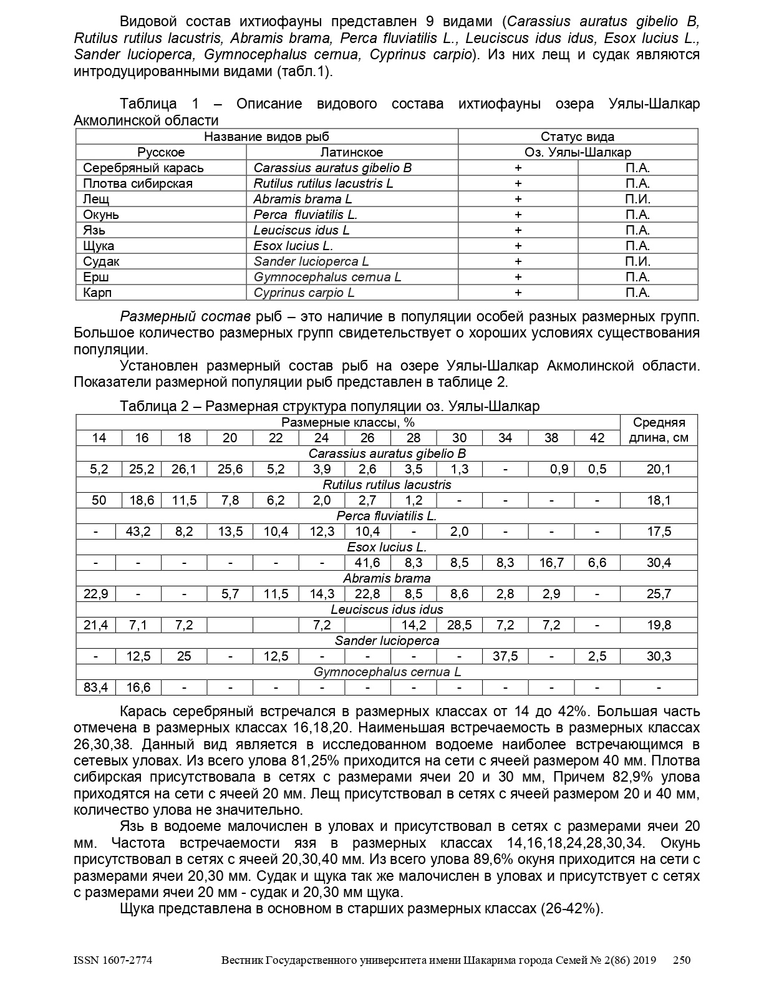 Видовой состав ихтиофауны представлен 9 видами (Carassius auratus gibelio B,
Rutilus rutilus lacustris, Abramis brama, Perca fluviatilis L., Leuciscus idus idus, Esox lucius L.,
Sander lucioperca, Gymnocephalus cernua, Cyprinus carpio). Из них лещ и судак являются
интродуцированными видами (табл.1).
Таблица 1 – Описание видового состава ихтиофауны озера Уялы-Шалкар
Акмолинской области
Название видов рыб Статус вида
Русское Латинское Оз. Уялы-Шалкар
Серебряный карась Carassius auratus gibelio B + П.А.
Плотва сибирская Rutilus rutilus lacustris L + П.А.
Лещ Abramis brama L + П.И.
Окунь Perca fluviatilis L. + П.А.
Язь Leuciscus idus L + П.А.
Щука Esox lucius L. + П.А.
Судак Sander lucioperca L + П.И.
Ерш Gymnocephalus cernua L + П.А.
Карп Cyprinus carpio L + П.А.
Размерный состав рыб – это наличие в популяции особей разных размерных групп.
Большое количество размерных групп свидетельствует о хороших условиях существования
популяции.
Установлен размерный состав рыб на озере Уялы-Шалкар Акмолинской области.
Показатели размерной популяции рыб представлен в таблице 2.
Таблица 2 – Размерная структура популяции оз. Уялы-Шалкар
Размерные классы, % Средняя
14 16 18 20 22 24 26 28 30 34 38 42 длина, см
Carassius auratus gibelio B
5,2 25,2 26,1 25,6 5,2 3,9 2,6 3,5 1,3 - 0,9 0,5 20,1
Rutilus rutilus lacustris
50 18,6 11,5 7,8 6,2 2,0 2,7 1,2 - - - - 18,1
Perca fluviatilis L.
- 43,2 8,2 13,5 10,4 12,3 10,4 - 2,0 - - - 17,5
Esox lucius L.
- - - - - - 41,6 8,3 8,5 8,3 16,7 6,6 30,4
Abramis brama
22,9 - - 5,7 11,5 14,3 22,8 8,5 8,6 2,8 2,9 - 25,7
Leuciscus idus idus
21,4 7,1 7,2 7,2 14,2 28,5 7,2 7,2 - 19,8
Sander lucioperca
- 12,5 25 - 12,5 - - - - 37,5 - 2,5 30,3
Gymnocephalus cernua L
83,4 16,6 - - - - - - - - - - -
Карась серебряный встречался в размерных классах от 14 до 42%. Большая часть
отмечена в размерных классах 16,18,20. Наименьшая встречаемость в размерных классах
26,30,38. Данный вид является в исследованном водоеме наиболее встречающимся в
сетевых уловах. Из всего улова 81,25% приходится на сети с ячеей размером 40 мм. Плотва
сибирская присутствовала в сетях с размерами ячеи 20 и 30 мм, Причем 82,9% улова
приходятся на сети с ячеей 20 мм. Лещ присутствовал в сетях с ячеей размером 20 и 40 мм,
количество улова не значительно.
Язь в водоеме малочислен в уловах и присутствовал в сетях с размерами ячеи 20
мм. Частота встречаемости язя в размерных классах 14,16,18,24,28,30,34. Окунь
присутствовал в сетях с ячеей 20,30,40 мм. Из всего улова 89,6% окуня приходится на сети с
размерами ячеи 20,30 мм. Судак и щука так же малочислен в уловах и присутствует с сетях
с размерами ячеи 20 мм - судак и 20,30 мм щука.
Щука представлена в основном в старших размерных классах (26-42%).
ISSN 1607-2774 Вестник Государственного университета имени Шакарима города Семей № 2(86) 2019 250